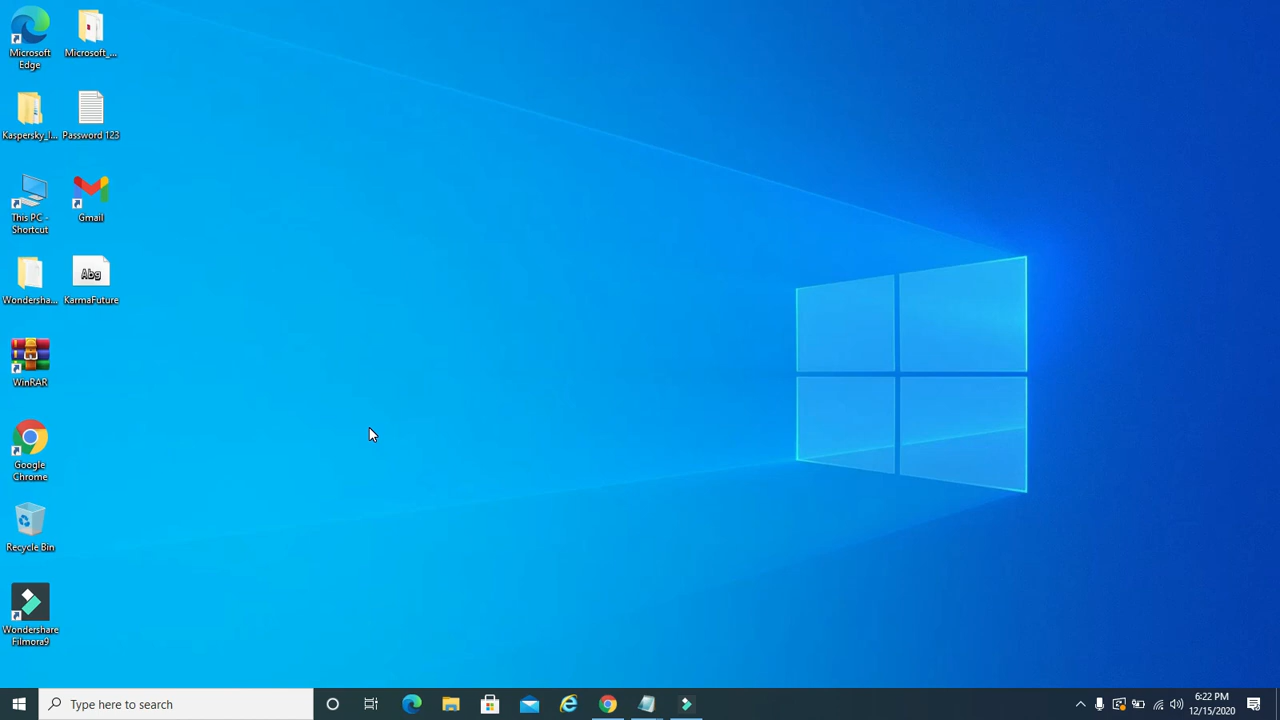 Microsoft
Edge
Microsoft_...
Kaspersky_I...
Password 123
This PC -
Shortcut
Gmail
Wondersha...
Abg
KarmaFuture
WinRAR
Google
Chrome
Recycle Bin
Wondershare
Filmora9
Type here to search
6:22 PM
12/15/2020